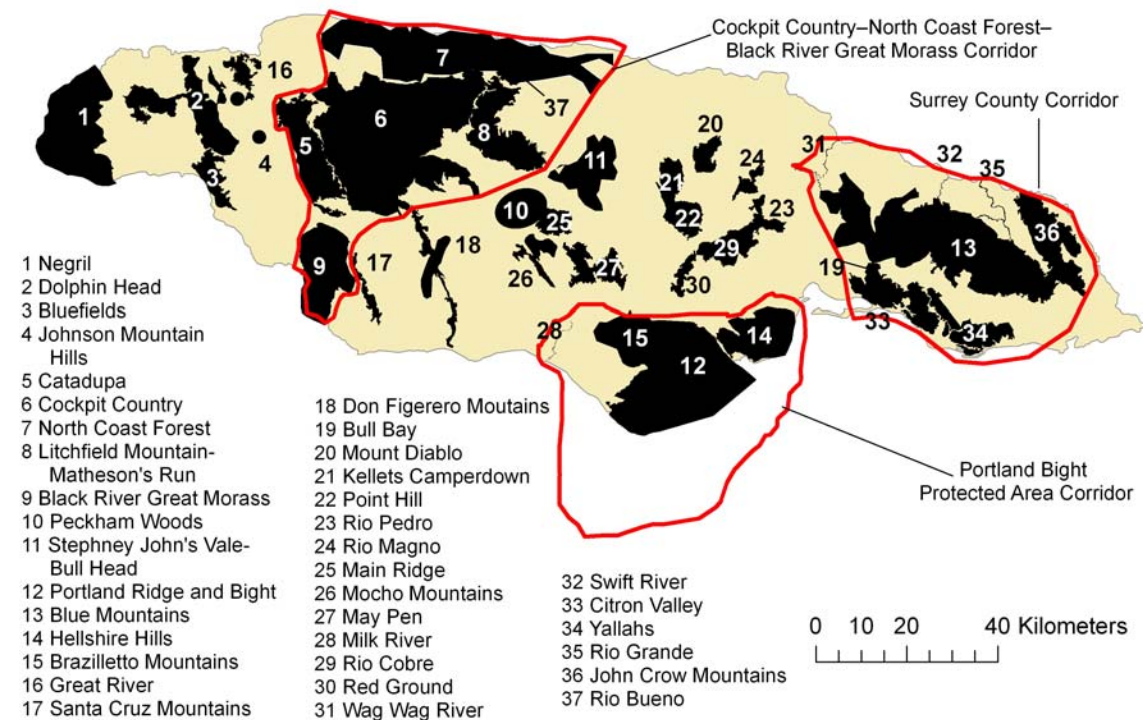 Cockpit Country–North Coast Forest–
Black River Great Morass Corridor
Surrey County Corridor
Portland Bight
Protected Area Corridor
1
2
16
4
3
5
6
7
37
8
9
17
18
10
25
26
11
27
28
20
21
22
24
23
29
30
15
12
14
31
32
35
13
19
33
34
36
1 Negril
2 Dolphin Head
3 Bluefields
4 Johnson Mountain
Hills
5 Catadupa
6 Cockpit Country
7 North Coast Forest
8 Litchfield Mountain-
Matheson's Run
9 Black River Great Morass
10 Peckham Woods
11 Stephney John's Vale-
Bull Head
12 Portland Ridge and Bight
13 Blue Mountains
14 Hellshire Hills
15 Brazilletto Mountains
16 Great River
17 Santa Cruz Mountains
18 Don Figerero Moutains
19 Bull Bay
20 Mount Diablo
21 Kellets Camperdown
22 Point Hill
23 Rio Pedro
24 Rio Magno
25 Main Ridge
26 Mocho Mountains
27 May Pen
28 Milk River
29 Rio Cobre
30 Red Ground
31 Wag Wag River
32 Swift River
33 Citron Valley
34 Yallahs
35 Rio Grande
36 John Crow Mountains
37 Rio Bueno
0 10 20 40 Kilometers